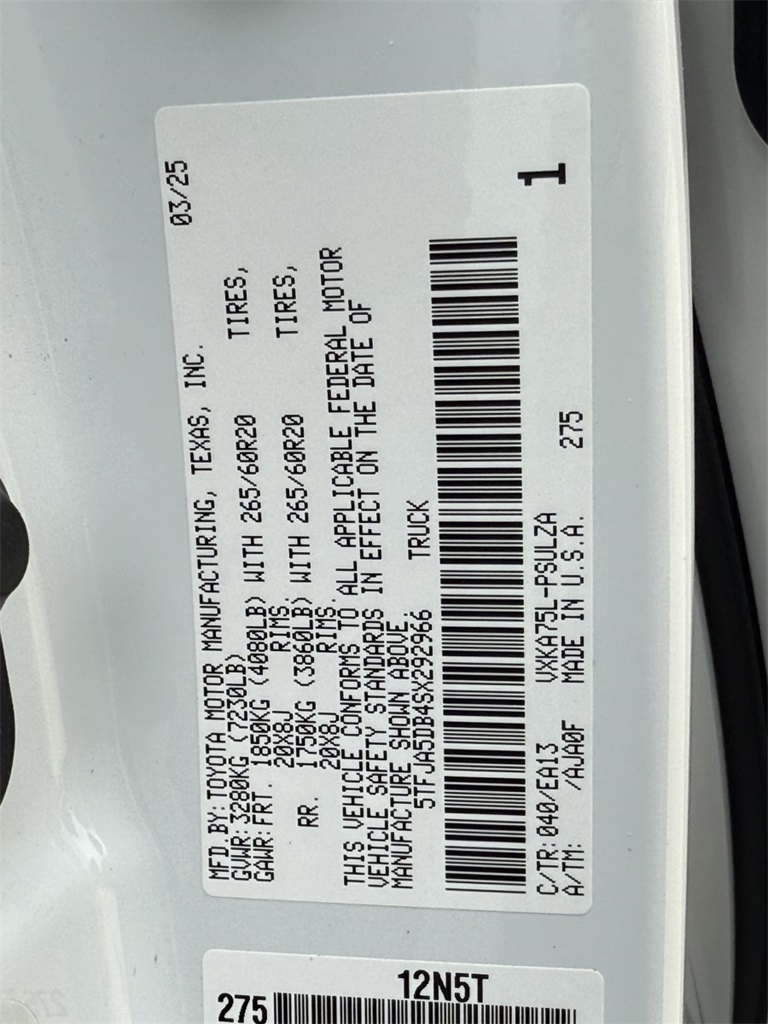 MFD. BY: TOYOTA MOTOR MANUFACTURING, TEXAS, INC. 03/25
GVWR: 3280KG (7230LB)
GAWR: FRT. 1850KG (4080LB) WITH 265/60R20 TIRES,
20X8J RIMS.
RR. 1750KG (3860LB) WITH 265/60R20 TIRES,
20X8J RIMS.
THIS VEHICLE CONFORMS TO ALL APPLICABLE FEDERAL MOTOR
VEHICLE SAFETY STANDARDS IN EFFECT ON THE DATE OF
MANUFACTURE SHOWN ABOVE.
5TFJA5DB4SX292966 TRUCK
1
C/TR: 040/EA13 VXKA75L-PSULZA 275
A/TM: /AJA0F MADE IN U.S.A.
12N5T
275